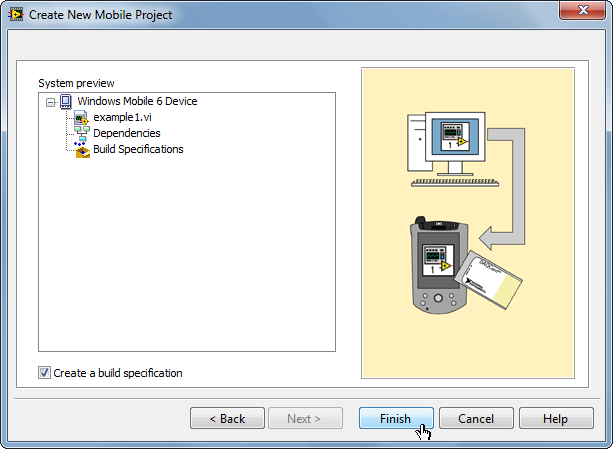 Create New Mobile Project
System preview
Windows Mobile 6 Device
example1.vi
Dependencies
Build Specifications
1
1
Create a build specification
< Back
Next >
Finish
Cancel
Help